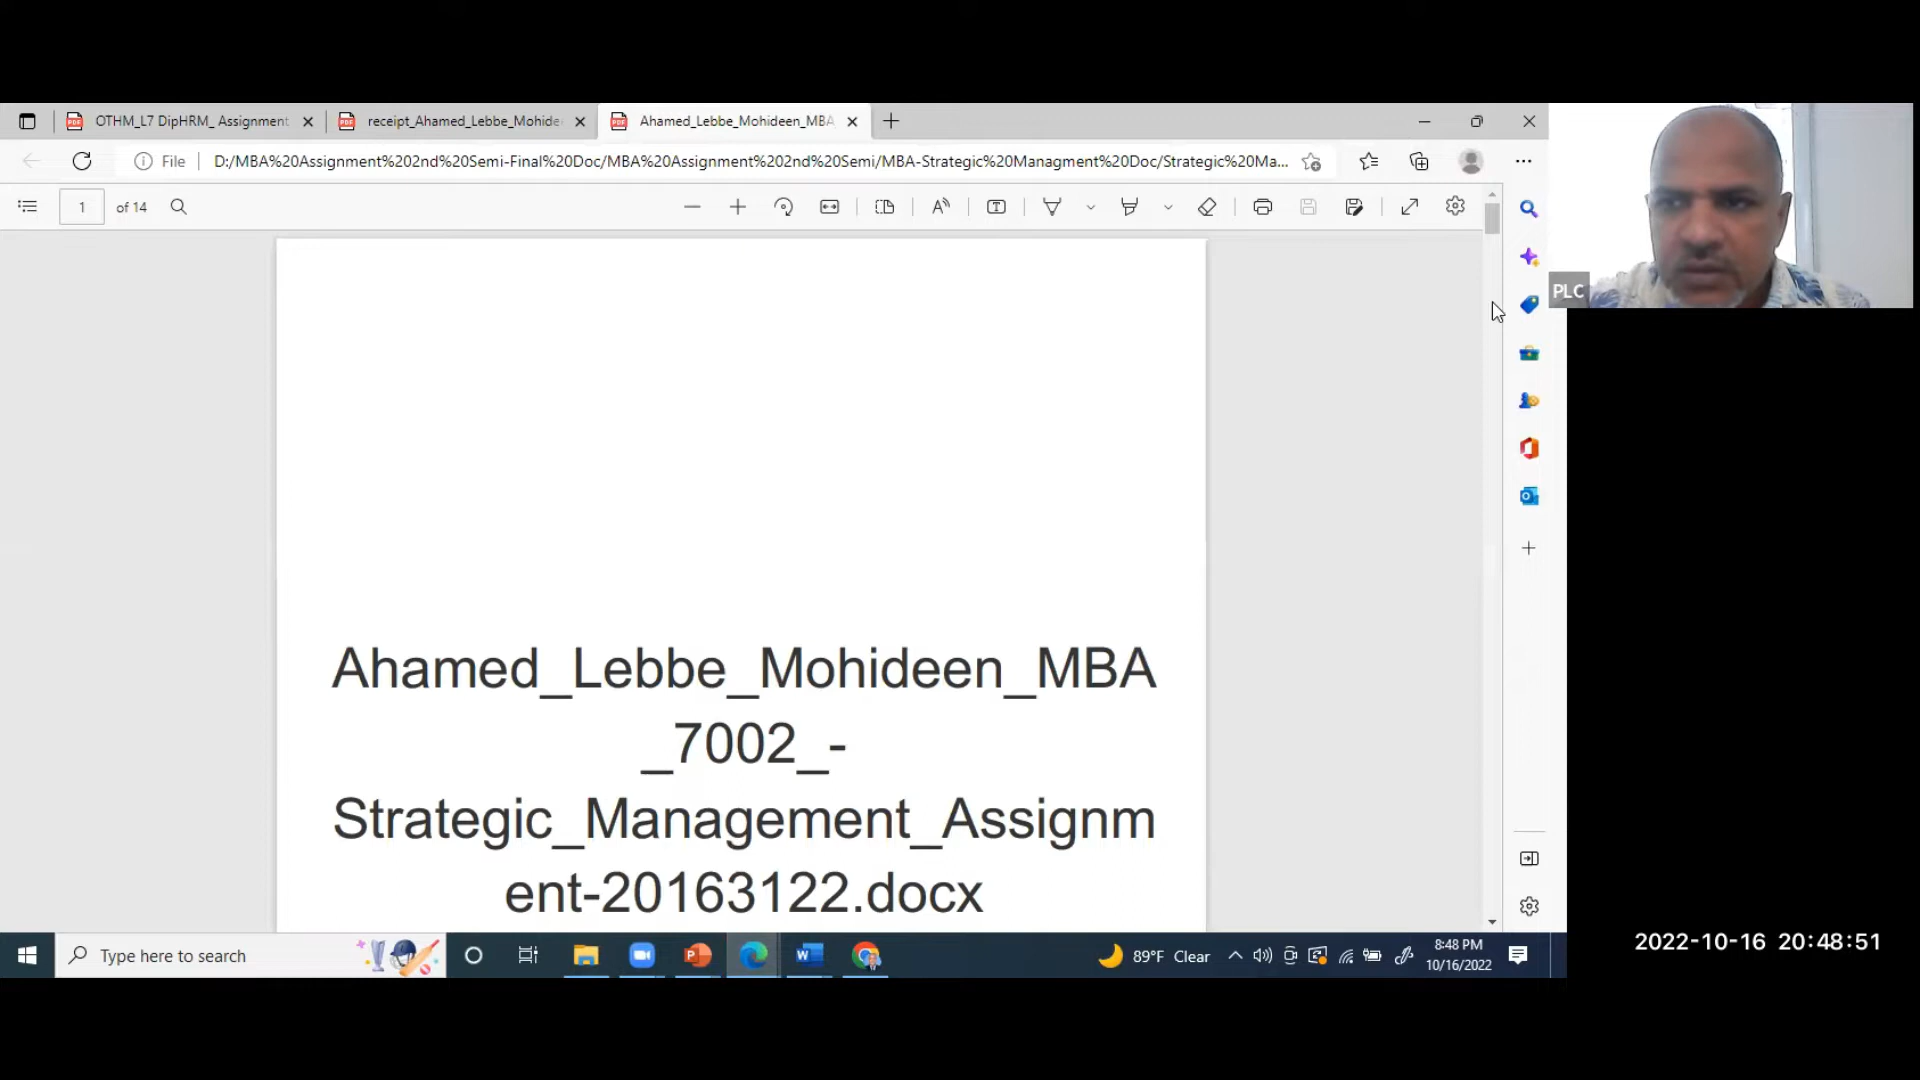 OTHM_L7 DipHRM_ Assignment
receipt_Ahamed_Lebbe_Mohide
Ahamed_Lebbe_Mohideen_MBA
File
D:/MBA%20Assignment%202nd%20Semi-Final%20Doc/MBA%20Assignment%202nd%20Semi/MBA-Strategic%20Managment%20Doc/Strategic%20Ma...
1 of 14
PLC
Ahamed_Lebbe_Mohideen_MBA
_7002_-
Strategic_Management_Assignm
ent-20163122.docx
2022-10-16 20:48:51
Type here to search
89°F Clear
8:48 PM
10/16/2022